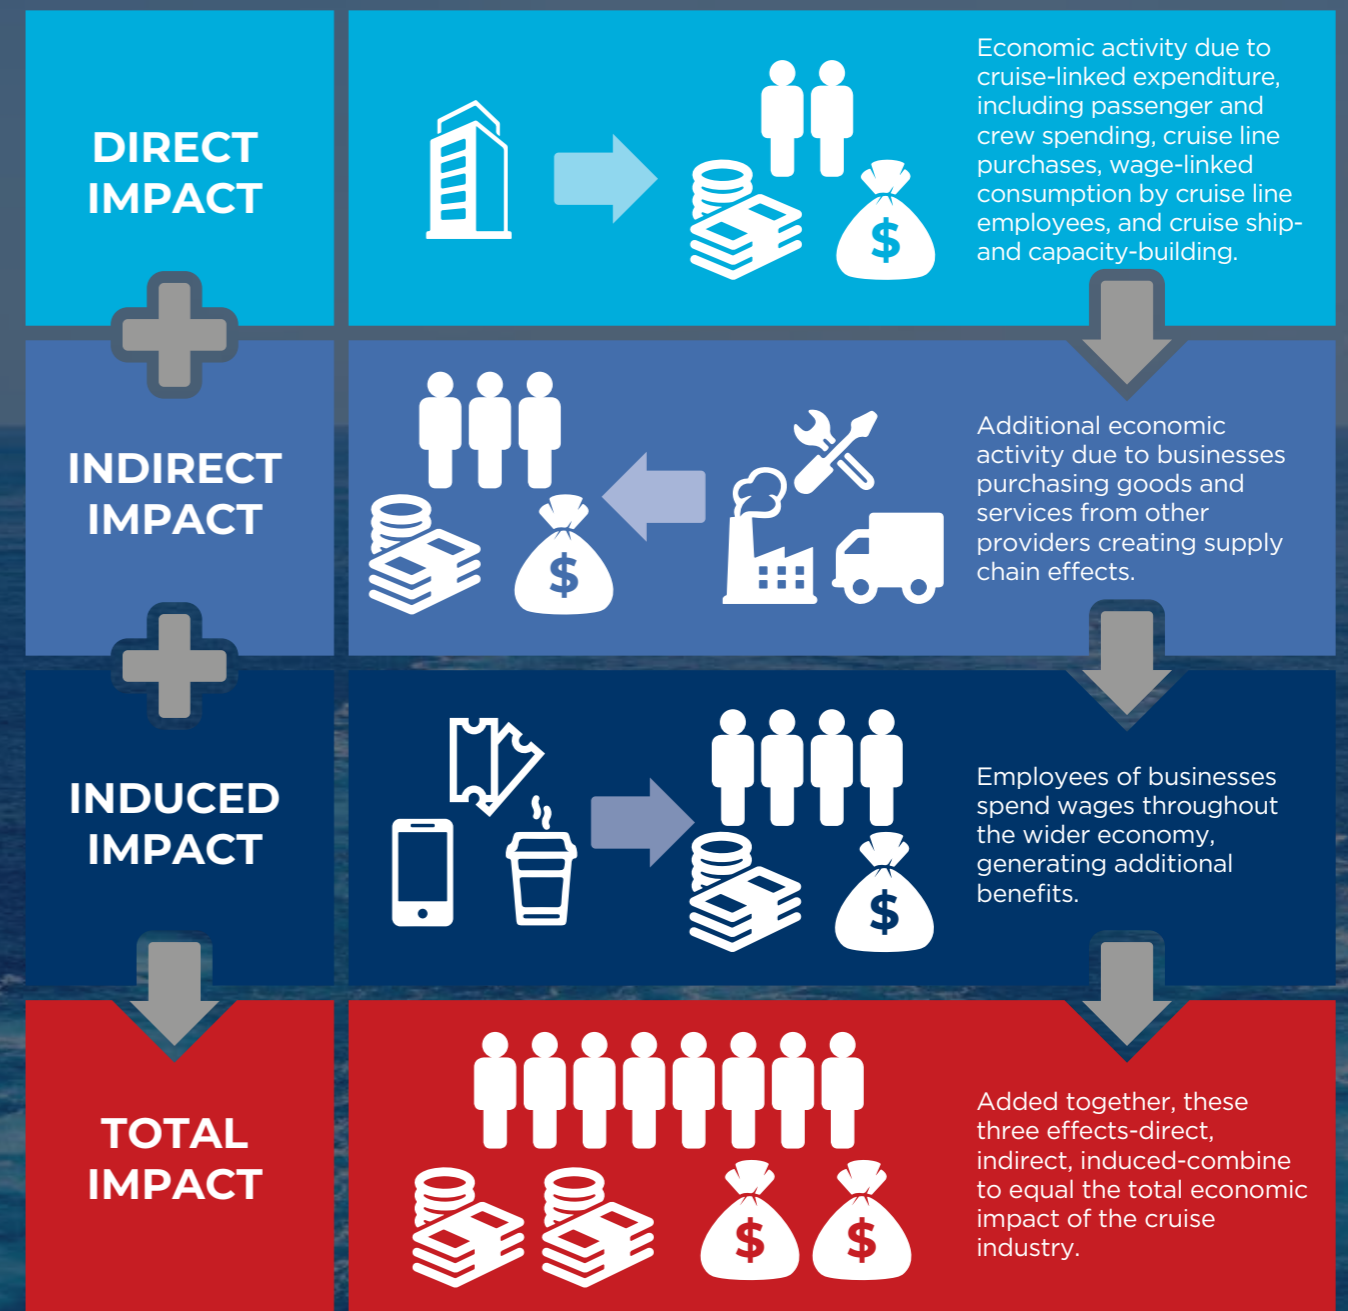 DIRECT
IMPACT
Economic activity due to
cruise-linked expenditure,
including passenger and
crew spending, cruise line
purchases, wage-linked
consumption by cruise line
employees, and cruise ship-
and capacity-building.
$
INDIRECT
IMPACT
$
Additional economic
activity due to businesses
purchasing goods and
services from other
providers creating supply
chain effects.
INDUCED
IMPACT
$
Employees of businesses
spend wages throughout
the wider economy,
generating additional
benefits.
TOTAL
IMPACT
$ $
Added together, these
three effects-direct,
indirect, induced-combine
to equal the total economic
impact of the cruise
industry.